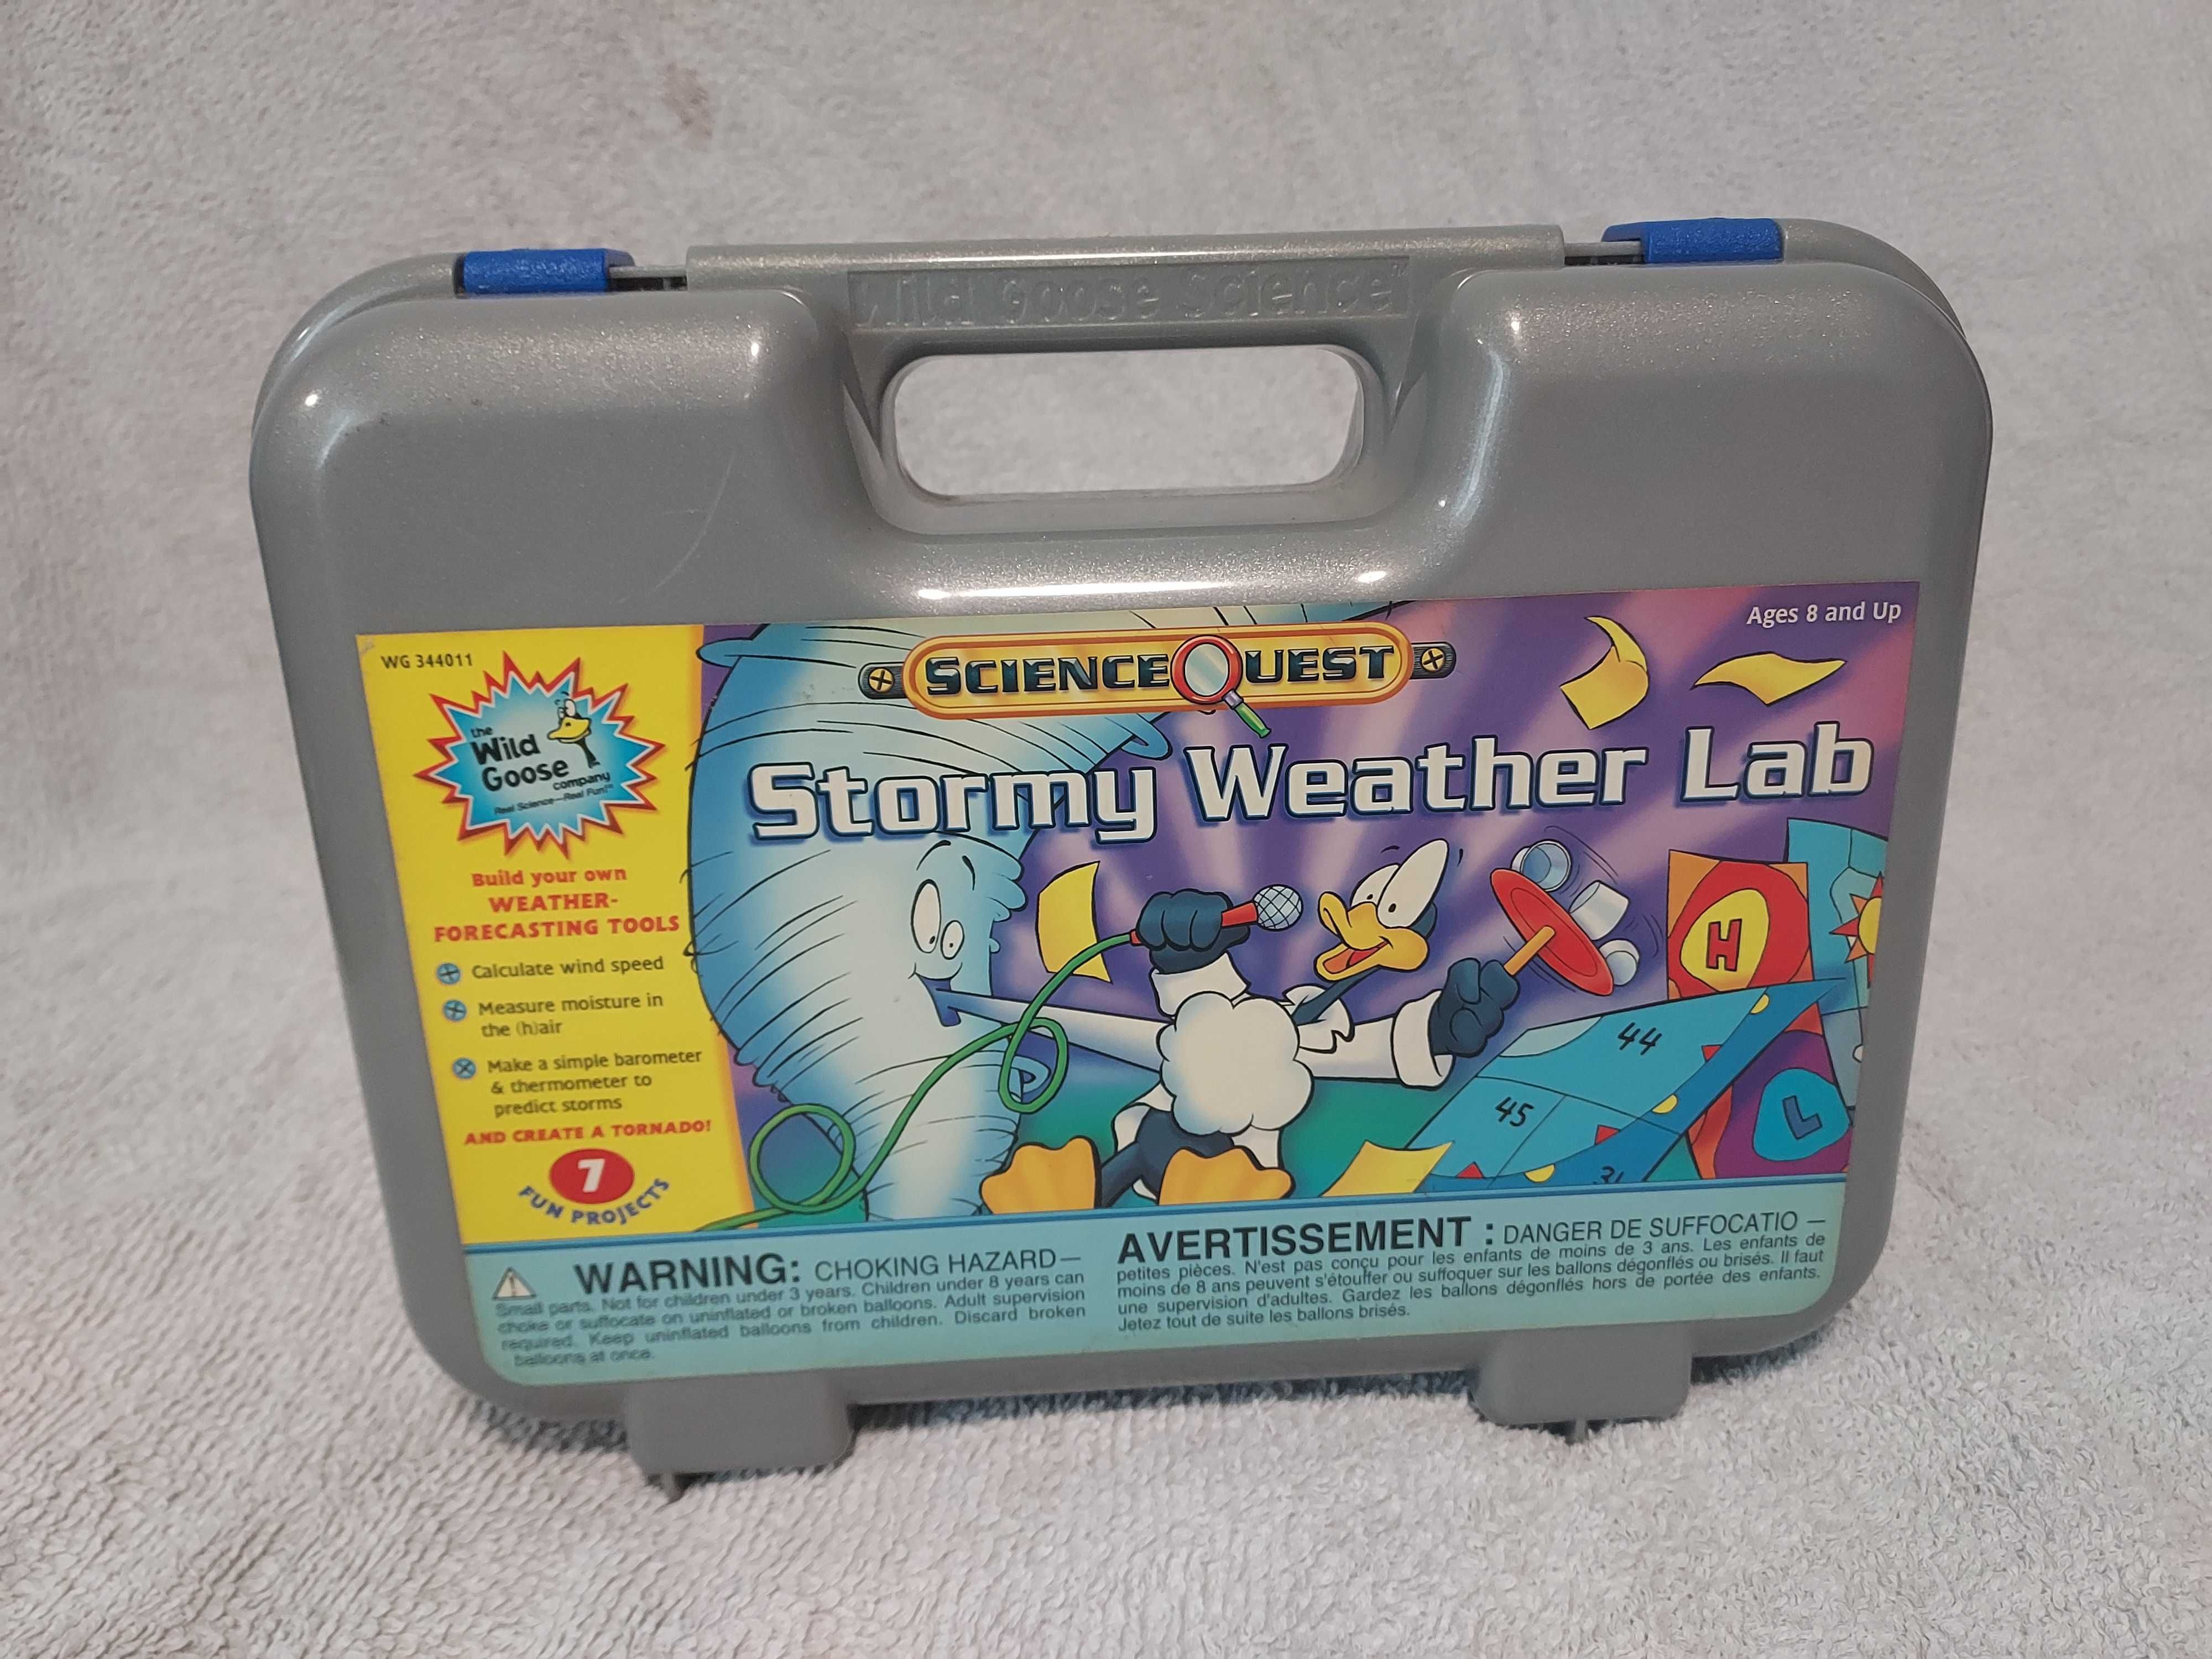 Wild Goose Science
WG 344011
the
Wild
Goose
company
Real Science—Real Fun!™
Build your own
WEATHER-
FORECASTING TOOLS
Calculate wind speed
Measure moisture in
the (h)air
Make a simple barometer
& thermometer to
predict storms
AND CREATE A TORNADO!
7
FUN PROJECTS
Ages 8 and Up
SCIENCEQUEST
Stormy Weather Lab
H
44
45
31
L
WARNING: CHOKING HAZARD—
Small parts. Not for children under 3 years. Children under 8 years can
choke or suffocate on uninflated or broken balloons. Adult supervision
required. Keep uninflated balloons from children. Discard broken
balloons at once.
AVERTISSEMENT : DANGER DE SUFFOCATIO —
petites pièces. N'est pas conçu pour les enfants de moins de 3 ans. Les enfants de
moins de 8 ans peuvent s'étouffer ou suffoquer sur les ballons dégonflés ou brisés. Il faut
une supervision d'adultes. Gardez les ballons dégonflés hors de portée des enfants.
Jetez tout de suite les ballons brisés.